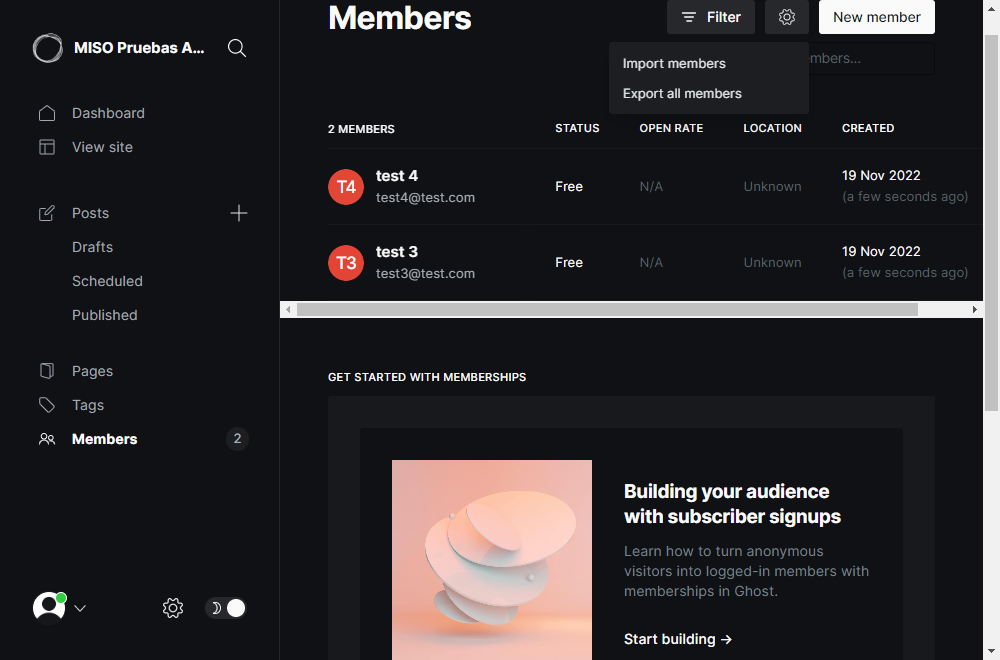 MISO Pruebas A...
Dashboard
View site
Posts
Drafts
Scheduled
Published
Pages
Tags
Members 2
Members
Filter
New member
Import members
Export all members
2 MEMBERS STATUS OPEN RATE LOCATION CREATED
T4 test 4 Free N/A Unknown 19 Nov 2022
test4@test.com (a few seconds ago)
T3 test 3 Free N/A Unknown 19 Nov 2022
test3@test.com (a few seconds ago)
GET STARTED WITH MEMBERSHIPS
Building your audience
with subscriber signups
Learn how to turn anonymous
visitors into logged-in members with
memberships in Ghost.
Start building →